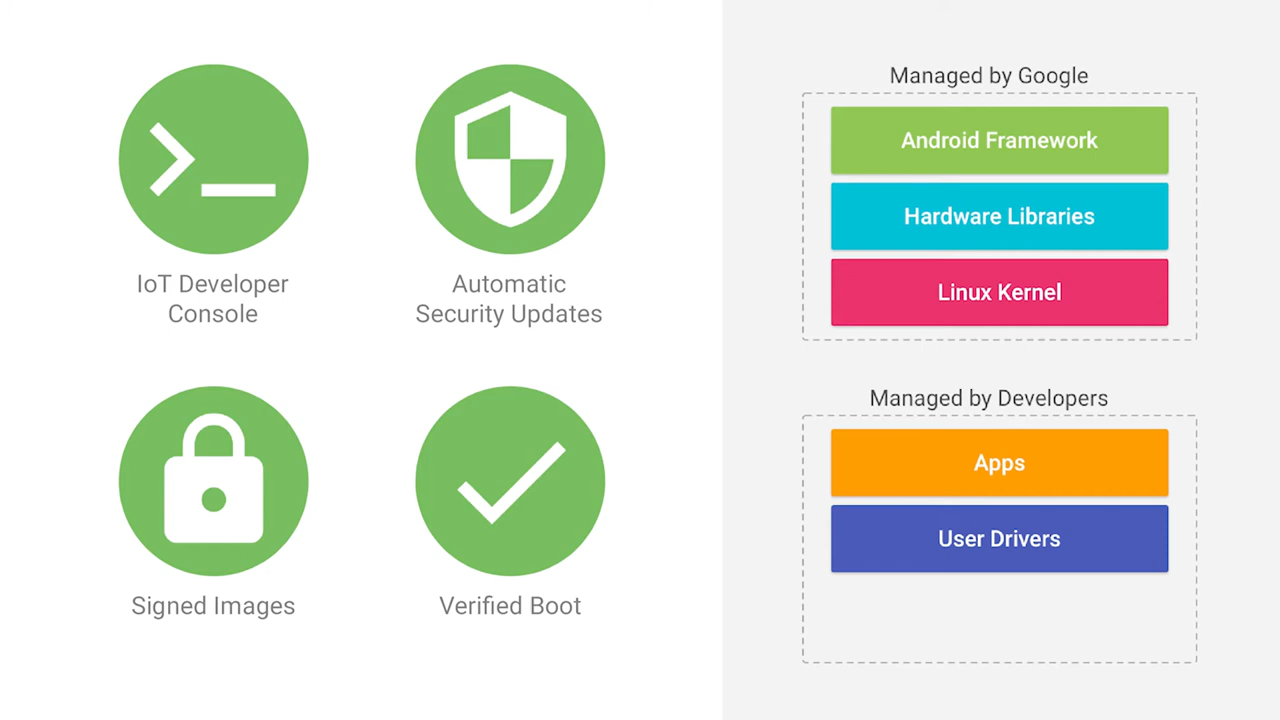 IoT Developer
Console
Automatic
Security Updates
Signed Images
Verified Boot
Managed by Google
Android Framework
Hardware Libraries
Linux Kernel
Managed by Developers
Apps
User Drivers